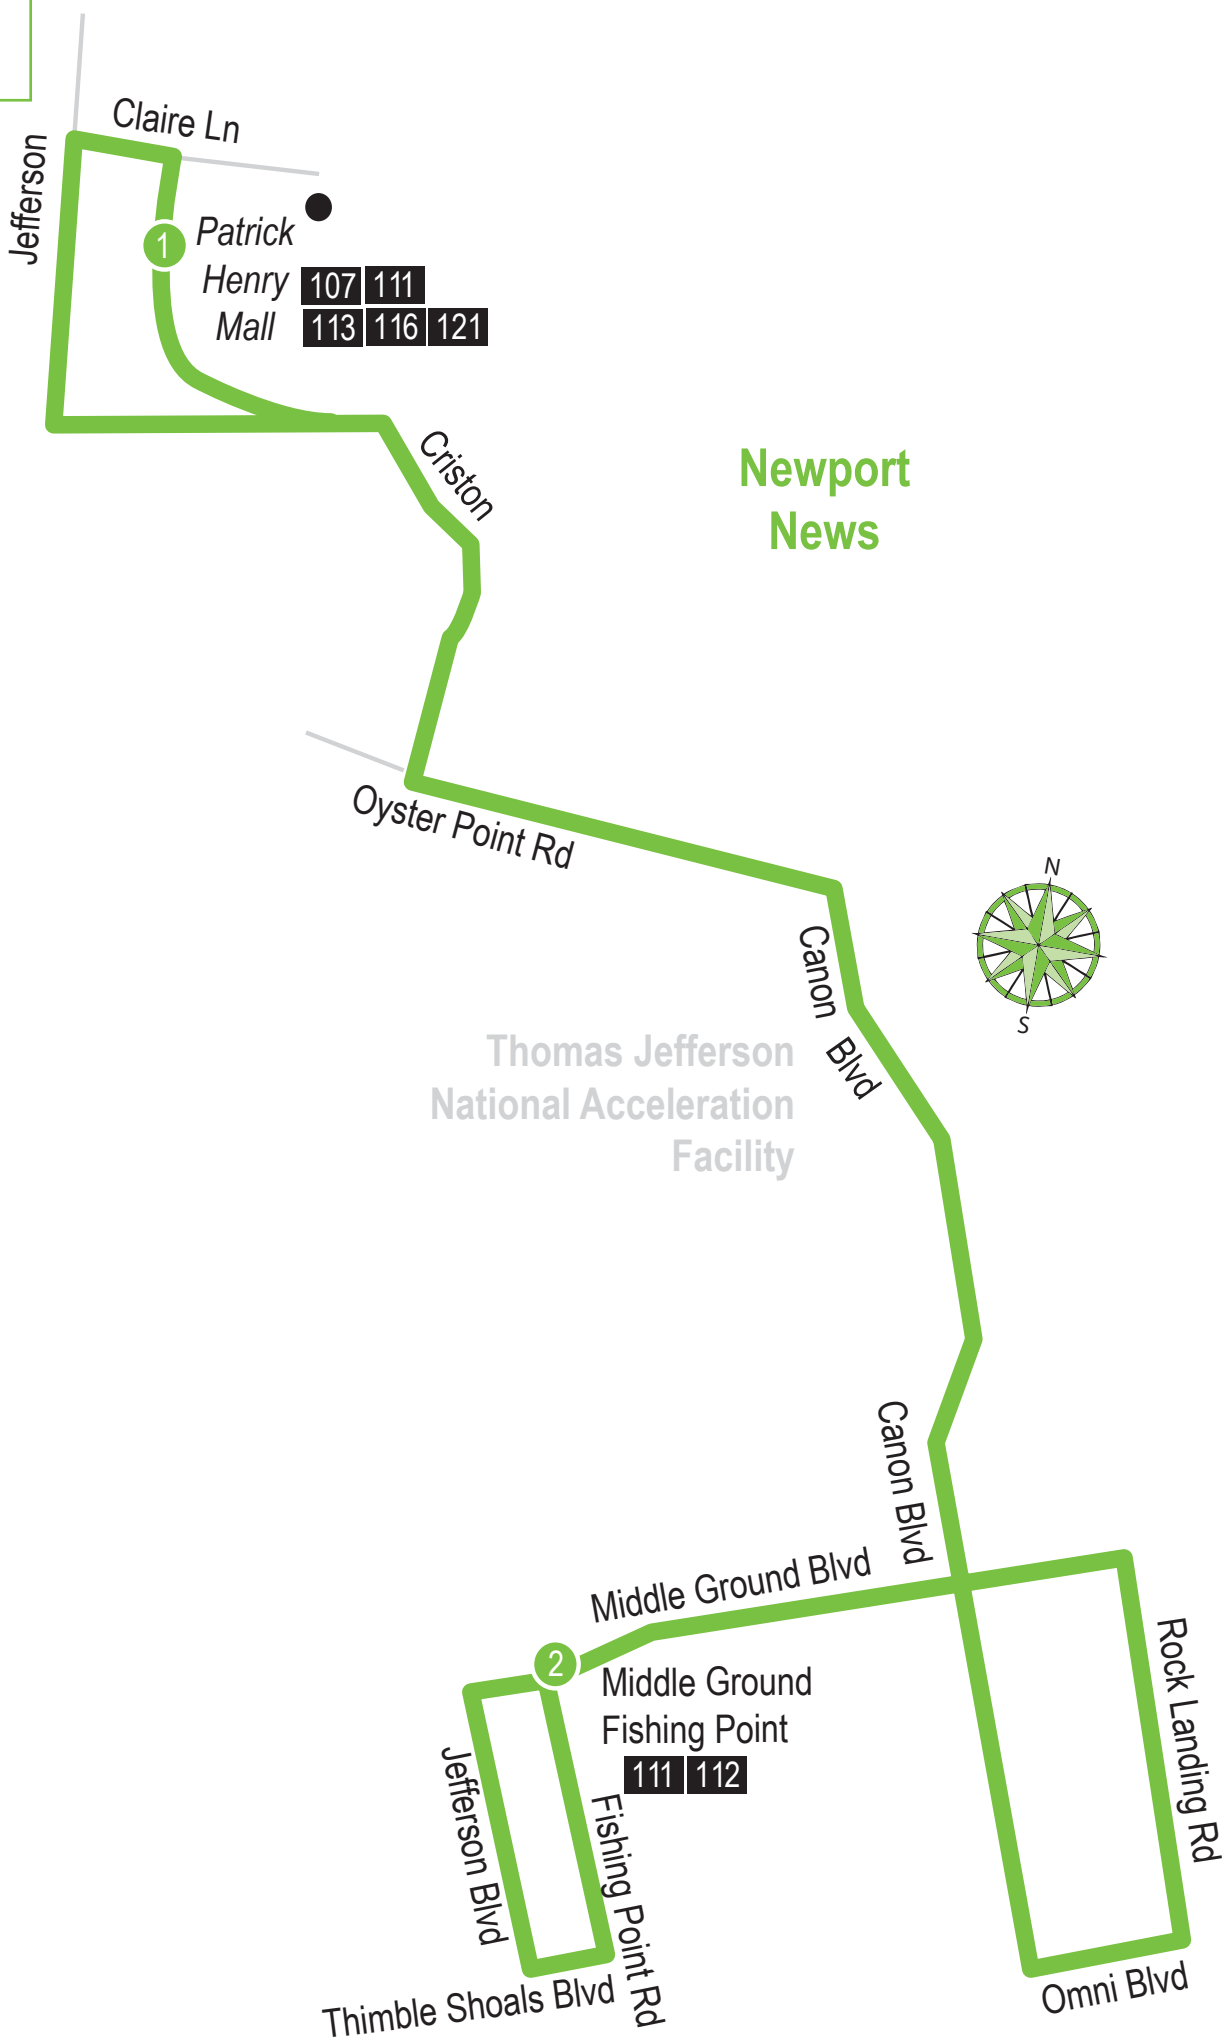 Claire Ln
Jefferson
1
Patrick
Henry
Mall
107 111
113 116 121
Criston
Newport
News
Oyster Point Rd
N
S
Canon Blvd
Thomas Jefferson
National Acceleration
Facility
Canon Blvd
Middle Ground Blvd
2
Middle Ground
Fishing Point
111 112
Rock Landing Rd
Jefferson Blvd
Fishing Point Rd
Thimble Shoals Blvd
Omni Blvd